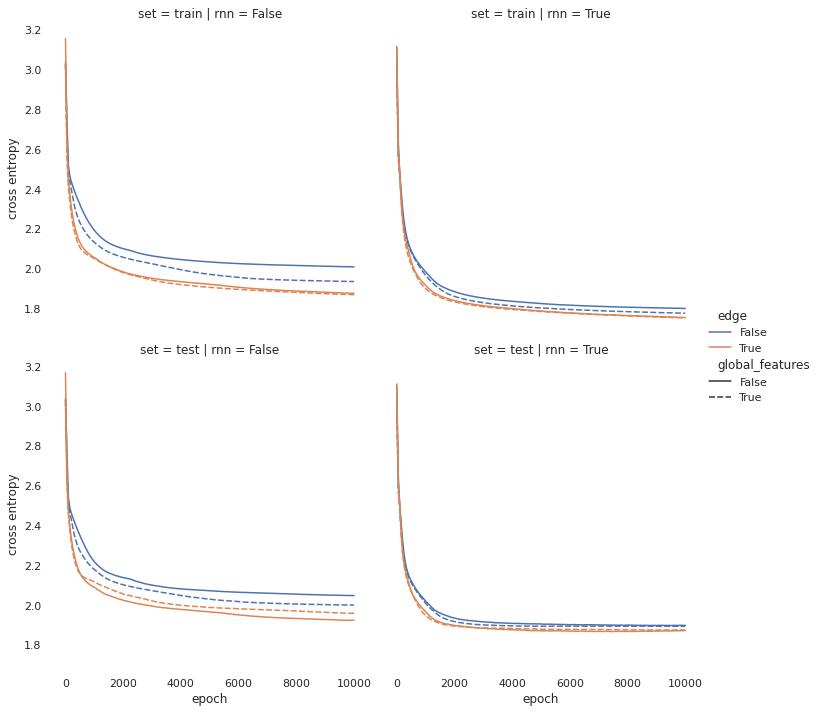 set = train | rnn = False
set = train | rnn = True
3.2
3.0
2.8
2.6
2.4
2.2
2.0
1.8
cross entropy
edge
False
True
global_features
False
True
set = test | rnn = False
set = test | rnn = True
3.2
3.0
2.8
2.6
2.4
2.2
2.0
1.8
cross entropy
0 2000 4000 6000 8000 10000
0 2000 4000 6000 8000 10000
epoch
epoch